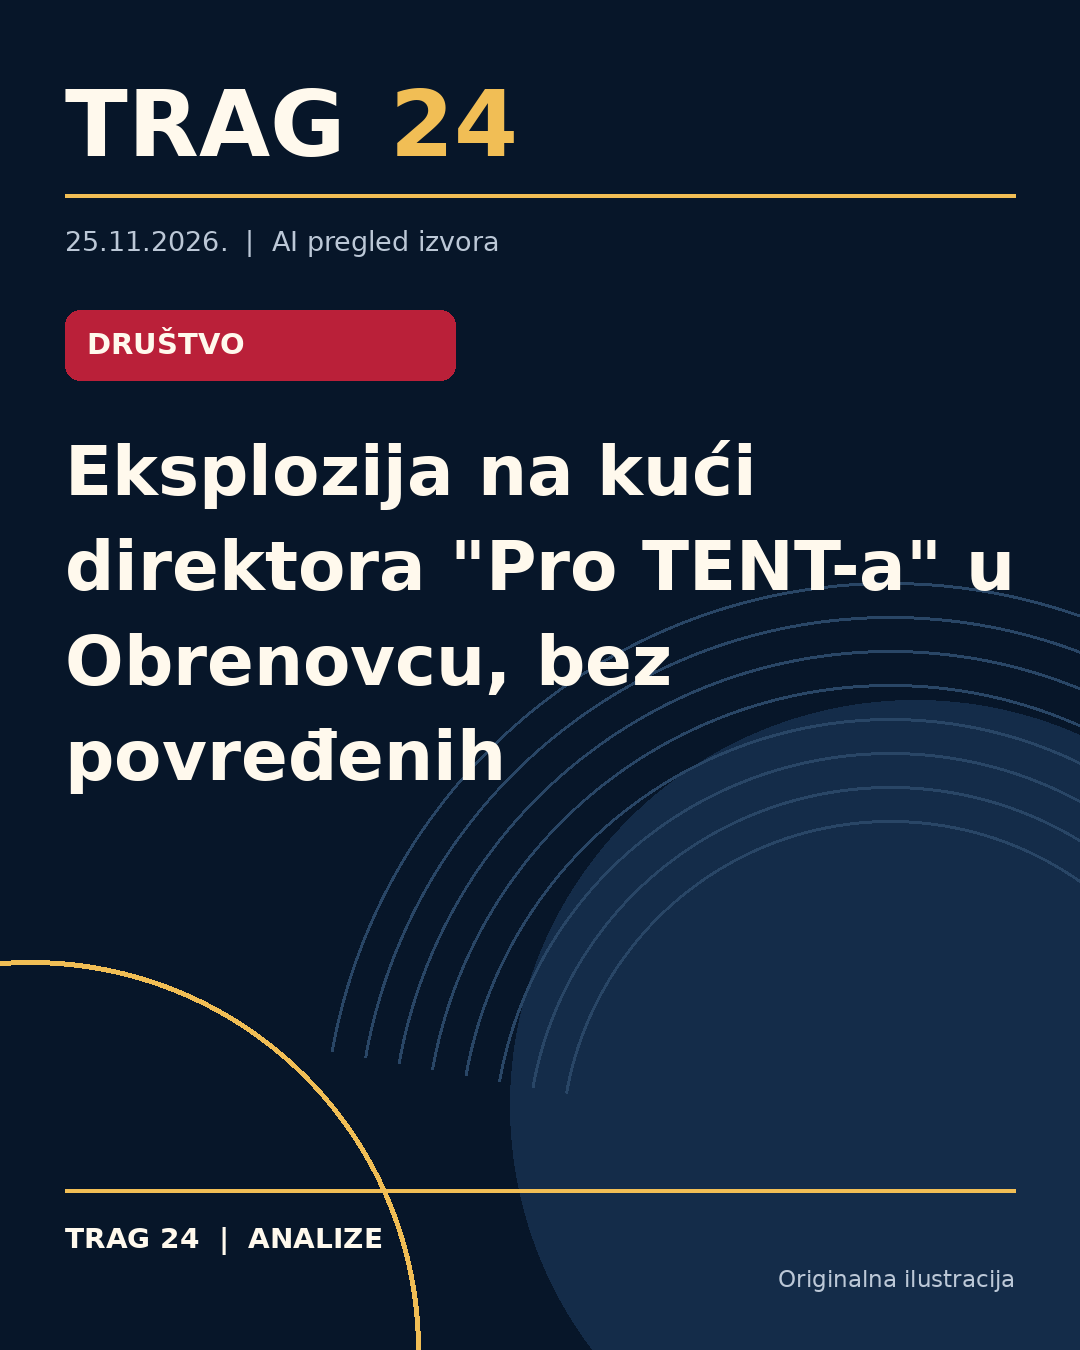 TRAG 24
25.11.2026. | AI pregled izvora
DRUŠTVO
Eksplozija na kući
direktora "Pro TENT-a" u
Obrenovcu, bez
povređenih
TRAG 24 | ANALIZE
Originalna ilustracija